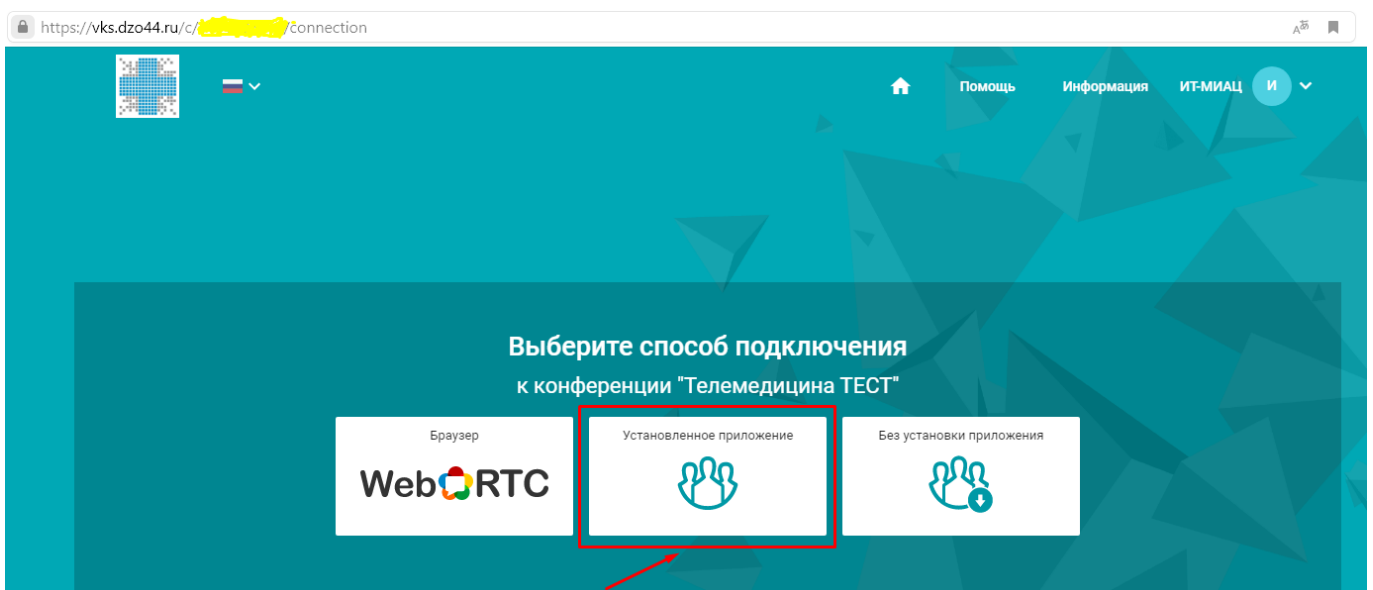 https://vks.dzo44.ru/c/ /connection
Помощь Информация ИТ-МИАЦ И
Выберите способ подключения
к конференции "Телемедицина ТЕСТ"
Браузер Установленное приложение Без установки приложения
WebRTC